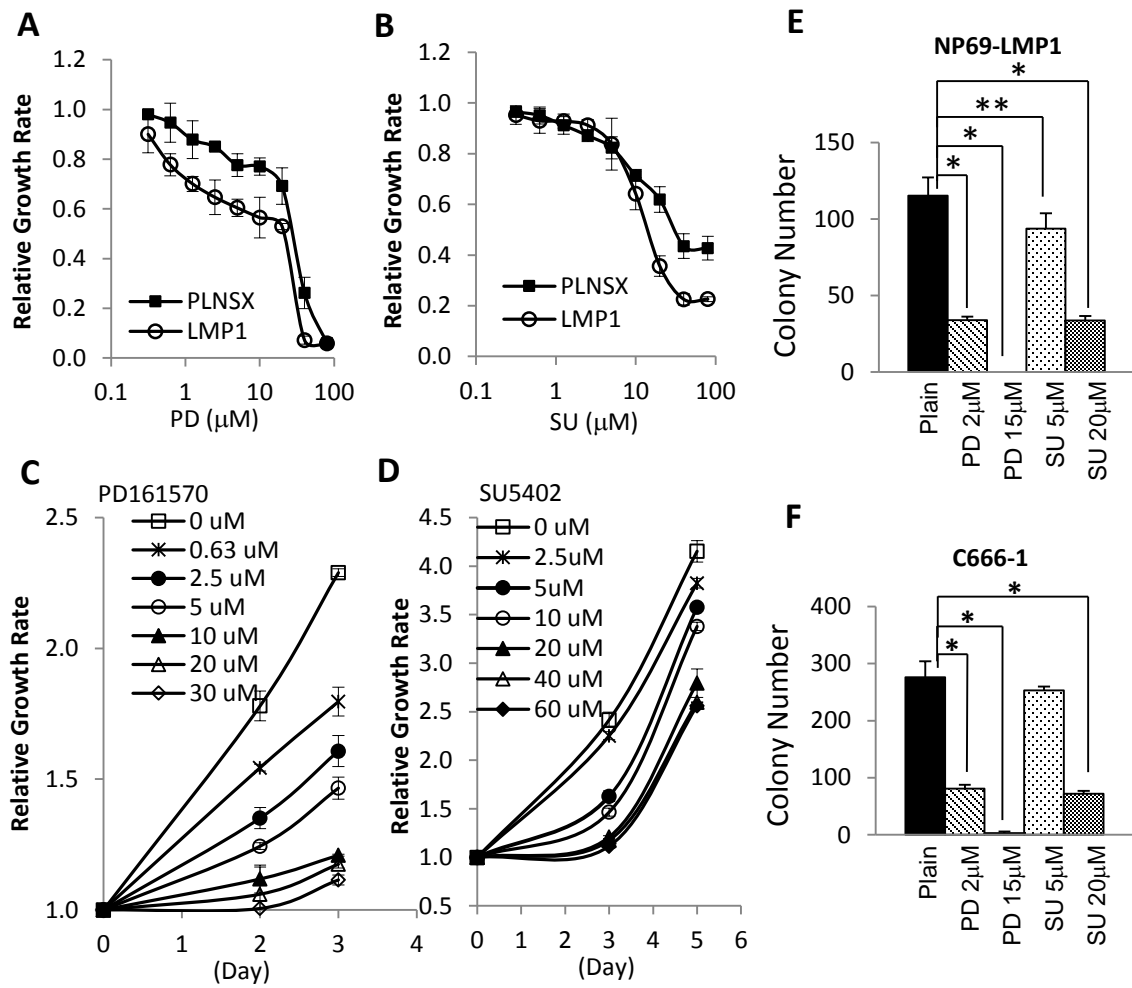 A
Relative Growth Rate
1.2
1.0
0.8
0.6
0.4
0.2
0.0
PLNSX
LMP1
0.1
1
10
100
PD (μM)
B
Relative Growth Rate
1.2
1.0
0.8
0.6
0.4
0.2
0.0
PLNSX
LMP1
0.1
1
10
100
SU (μM)
C
PD161570
0 uM
0.63 uM
2.5 uM
5 uM
10 uM
20 uM
30 uM
Relative Growth Rate
2.5
2.0
1.5
1.0
0
1
2
3
4
(Day)
D
SU5402
0 uM
2.5uM
5uM
10 uM
20 uM
40 uM
60 uM
Relative Growth Rate
4.5
4.0
3.5
3.0
2.5
2.0
1.5
1.0
0.5
0
1
2
3
4
5
6
(Day)
E
NP69-LMP1
*
**
*
*
Colony Number
150
100
50
0
Plain
PD 2μM
PD 15μM
SU 5μM
SU 20μM
F
C666-1
*
*
*
Colony Number
400
300
200
100
0
Plain
PD 2μM
PD 15μM
SU 5μM
SU 20μM